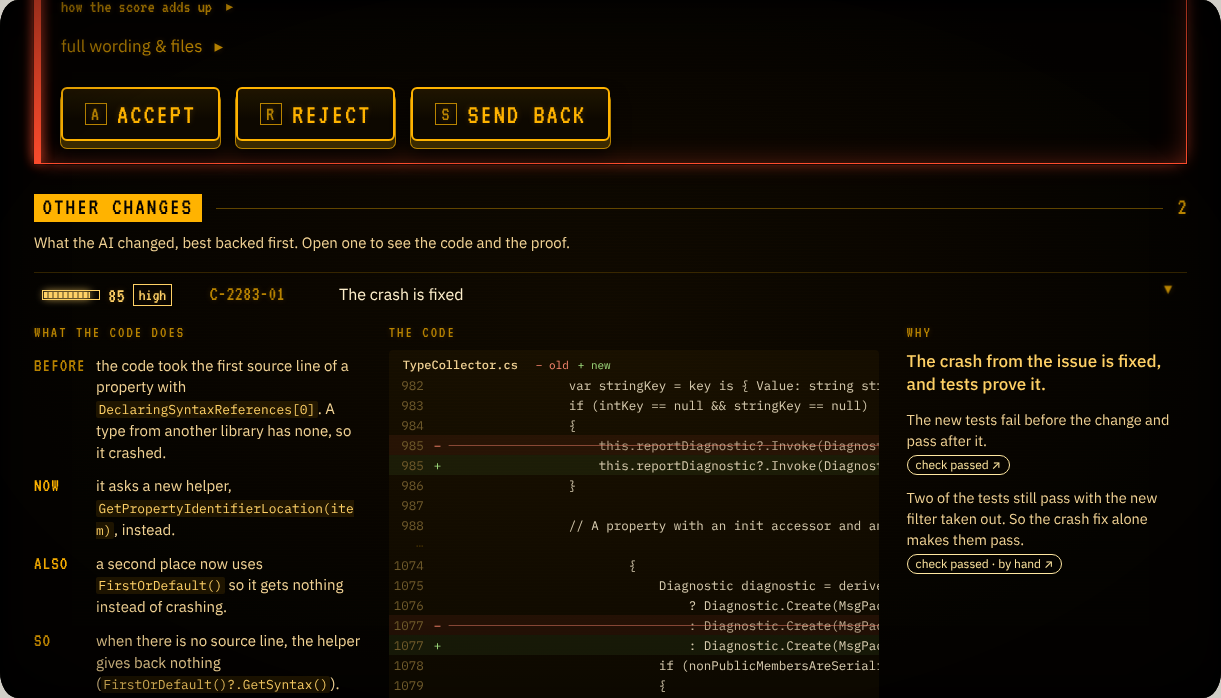 how the score adds up ▶
full wording & files ▶
A ACCEPT
R REJECT
S SEND BACK
OTHER CHANGES
2
What the AI changed, best backed first. Open one to see the code and the proof.
85 high C-2283-01 The crash is fixed ▼
WHAT THE CODE DOES
BEFORE the code took the first source line of a
property with
DeclaringSyntaxReferences[0]. A
type from another library has none, so
it crashed.
NOW it asks a new helper,
GetPropertyIdentifierLocation(ite
m), instead.
ALSO a second place now uses
FirstOrDefault() so it gets nothing
instead of crashing.
SO when there is no source line, the helper
gives back nothing
(FirstOrDefault()?.GetSyntax()).
THE CODE
TypeCollector.cs − old + new
982 var stringKey = key is { Value: string st
983 if (intKey == null && stringKey == null)
984 {
985 − this.reportDiagnostic?.Invoke(Diagnos
985 + this.reportDiagnostic?.Invoke(Diagnos
986 }
987
988 // A property with an init accessor and a
…
1074 {
1075 Diagnostic diagnostic = derive
1076 ? Diagnostic.Create(MsgPa
1077 − : Diagnostic.Create(MsgPa
1077 + : Diagnostic.Create(MsgPa
1078 if (nonPublicMembersAreSerial
1079 {
WHY
The crash from the issue is fixed,
and tests prove it.
The new tests fail before the change and
pass after it.
check passed ↗
Two of the tests still pass with the new
filter taken out. So the crash fix alone
makes them pass.
check passed · by hand ↗